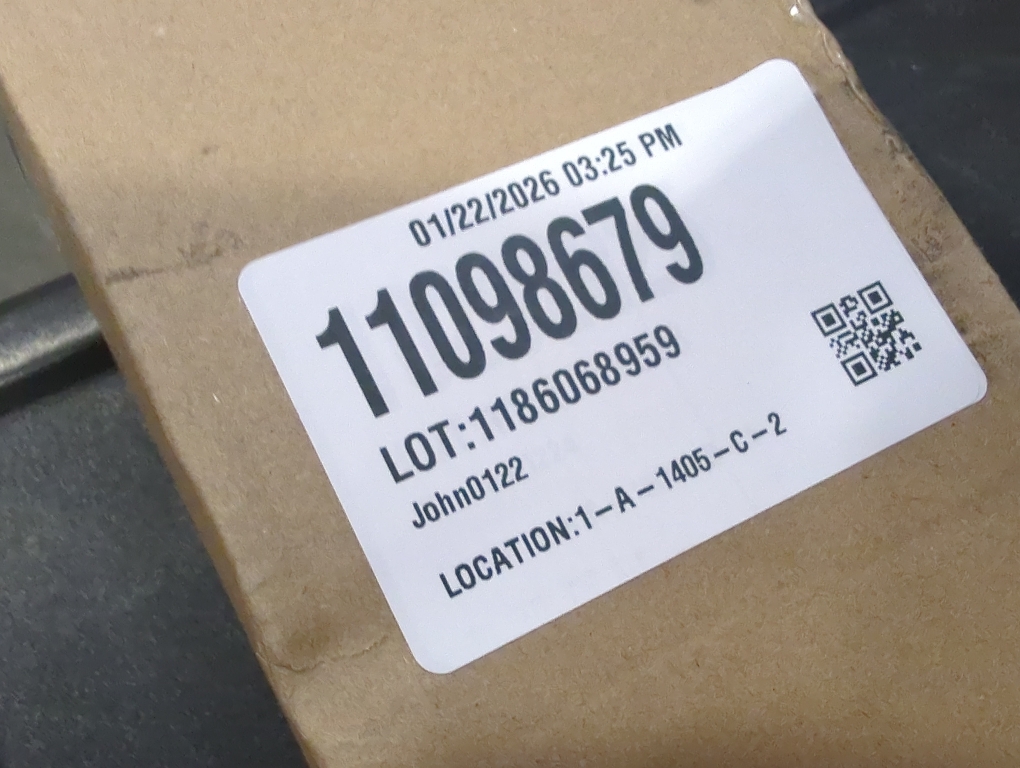 01/22/2026 03:25 PM
11098679
LOT:1186068959
John0122
LOCATION:1-A-1405-C-2